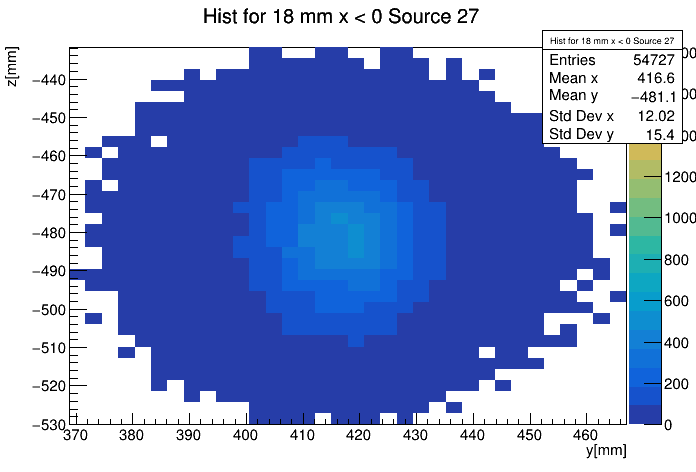 Hist for 18 mm x < 0 Source 27
Hist for 18 mm x < 0 Source 27
Entries 54727
Mean x 416.6
Mean y −481.1
Std Dev x 12.02
Std Dev y 15.4
z[mm]
−440
−450
−460
−470
−480
−490
−500
−510
−520
−530
370 380 390 400 410 420 430 440 450 460
y[mm]
1200
1000
800
600
400
200
0